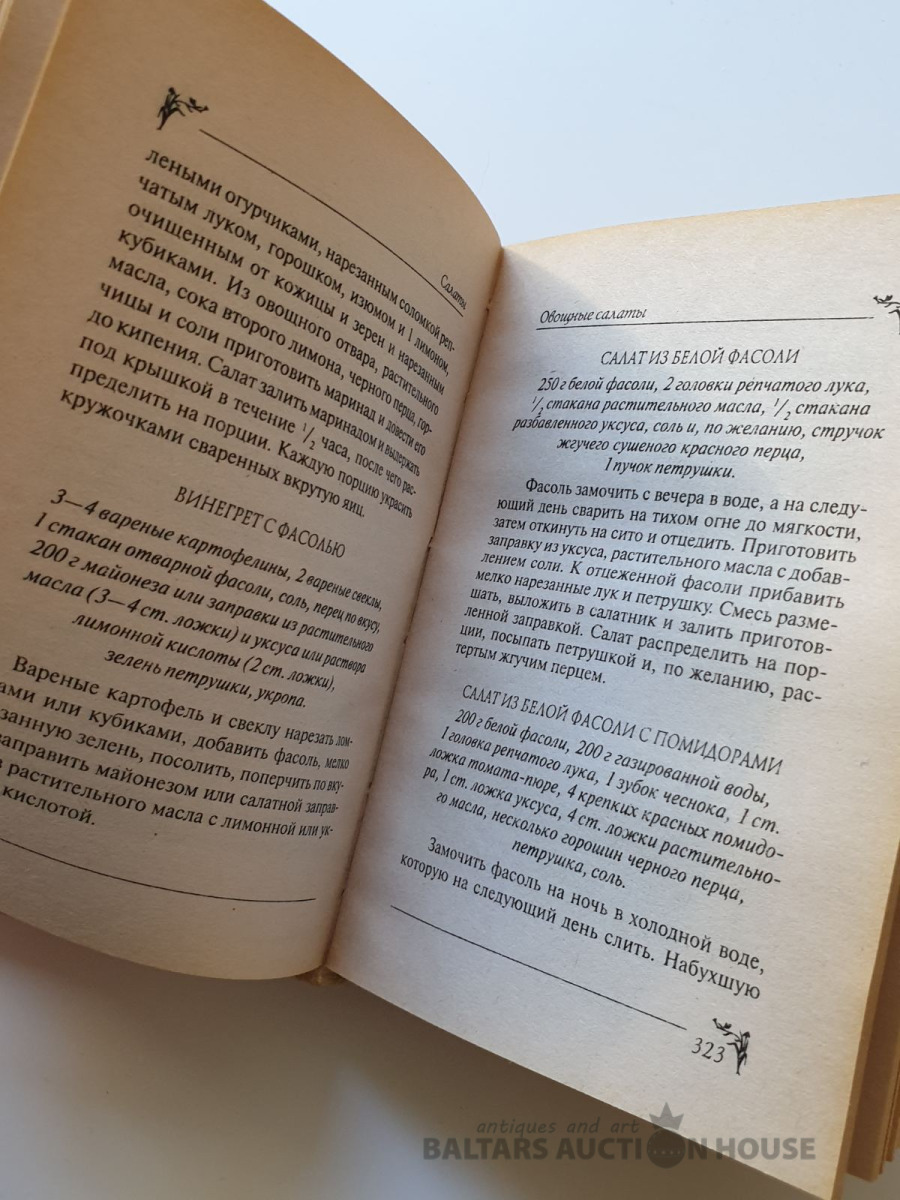 Салаты
леными огурчиками, нарезанным соломкой реп-
чатым луком, горошком, изюмом и 1 лимоном,
очищенным от кожицы и зерен и нарезанным
кубиками. Из овощного отвара, растительного
масла, сока второго лимона, черного перца, гор-
чицы и соли приготовить маринад и довести его
до кипения. Салат залить маринадом и выдержать
под крышкой в течение 1/2 часа, после чего рас-
пределить на порции. Каждую порцию украсить
кружочками сваренных вкрутую яиц.
ВИНЕГРЕТ С ФАСОЛЬЮ
3—4 вареные картофелины, 2 вареные свеклы,
1 стакан отварной фасоли, соль, перец по вкусу,
200 г майонеза или заправки из растительного
масла (3—4 ст. ложки) и уксуса или раствора
лимонной кислоты (2 ст. ложки),
зелень петрушки, укропа.
Вареные картофель и свеклу нарезать лом-
ами или кубиками, добавить фасоль, мелко
занную зелень, посолить, поперчить по вку-
заправить майонезом или салатной заправ-
з растительного масла с лимонной или ук-
кислотой.
Овощные салаты
САЛАТ ИЗ БЕЛОЙ ФАСОЛИ
250 г белой фасоли, 2 головки репчатого лука,
1/2 стакана растительного масла, 1/2 стакана
разбавленного уксуса, соль и, по желанию, стручок
жгучего сушеного красного перца,
1 пучок петрушки.
Фасоль замочить с вечера в воде, а на следу-
ющий день сварить на тихом огне до мягкости,
затем откинуть на сито и отцедить. Приготовить
заправку из уксуса, растительного масла с добав-
лением соли. К отцеженной фасоли прибавить
мелко нарезанные лук и петрушку. Смесь разме-
шать, выложить в салатник и залить приготов-
ленной заправкой. Салат распределить на пор-
ции, посыпать петрушкой и, по желанию, рас-
тертым жгучим перцем.
САЛАТ ИЗ БЕЛОЙ ФАСОЛИ С ПОМИДОРАМИ
200 г белой фасоли, 200 г газированной воды,
1 головка репчатого лука, 1 зубок чеснока, 1 ст.
ложка томата-пюре, 4 крепких красных помидо-
ра, 1 ст. ложка уксуса, 4 ст. ложки растительно-
го масла, несколько горошин черного перца,
петрушка, соль.
Замочить фасоль на ночь в холодной воде,
которую на следующий день слить. Набухшую
323
antiques and art
BALTARS AUCTION HOUSE